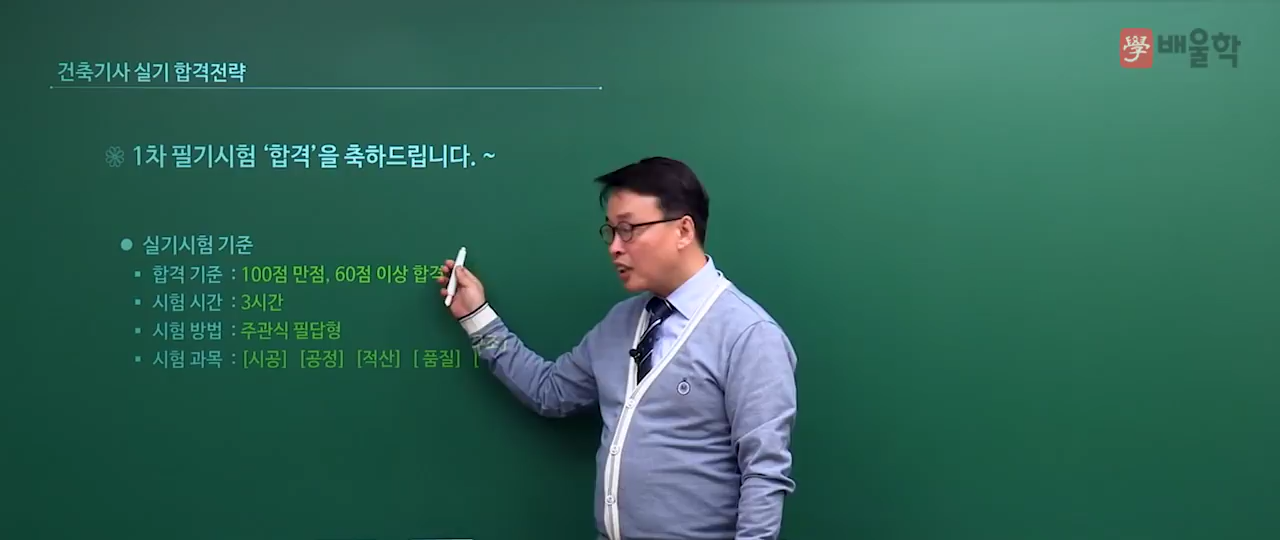 學 배울학
건축기사 실기 합격전략
1차 필기시험 ‘합격’을 축하드립니다. ~
● 실기시험 기준
▪ 합격 기준 : 100점 만점, 60점 이상 합격
▪ 시험 시간 : 3시간
▪ 시험 방법 : 주관식 필답형
▪ 시험 과목 : [시공] [공정] [적산] [ 품질] [